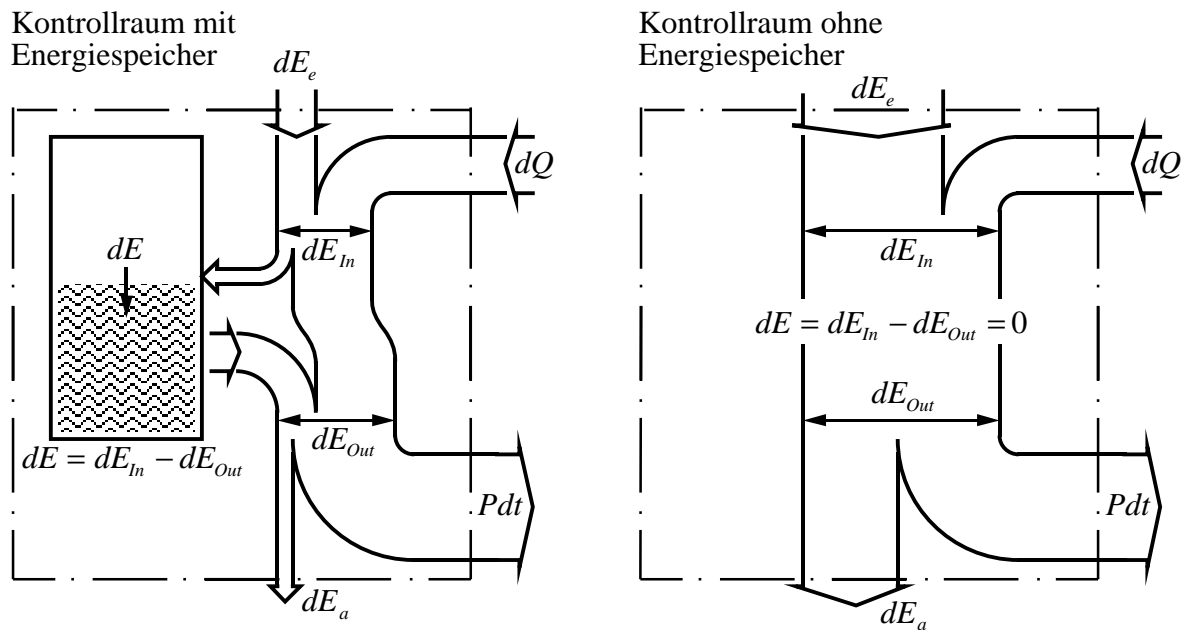 Kontrollraum mit
Energiespeicher
dE_e
dQ
dE_In
dE
dE_Out
dE = dE_In − dE_Out
Pdt
dE_a
Kontrollraum ohne
Energiespeicher
dE_e
dQ
dE_In
dE = dE_In − dE_Out = 0
dE_Out
Pdt
dE_a